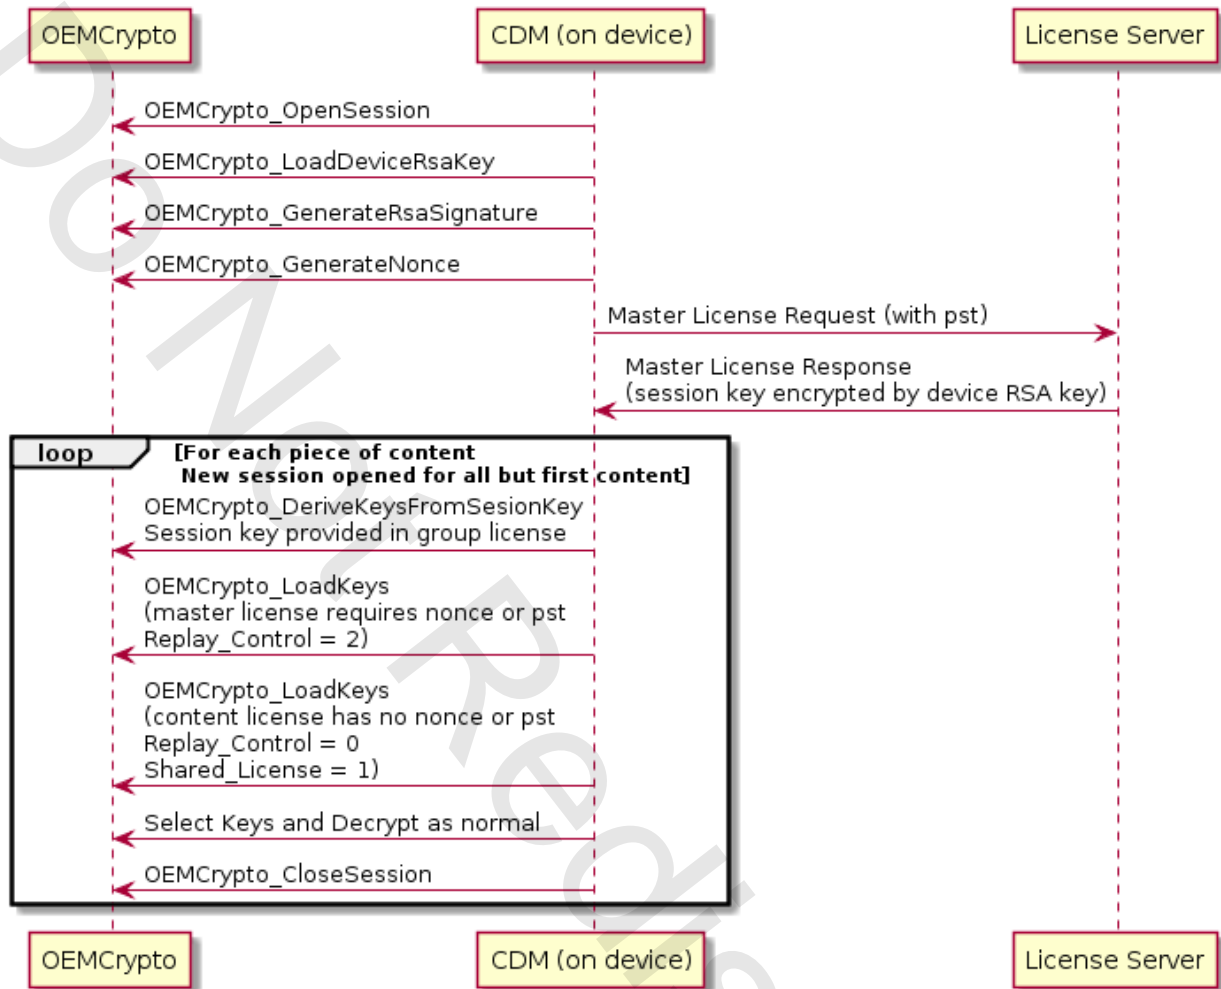 OEMCrypto
CDM (on device)
License Server
OEMCrypto_OpenSession
OEMCrypto_LoadDeviceRsaKey
OEMCrypto_GenerateRsaSignature
OEMCrypto_GenerateNonce
Master License Request (with pst)
Master License Response
(session key encrypted by device RSA key)
loop
[For each piece of content
New session opened for all but first content]
OEMCrypto_DeriveKeysFromSesionKey
Session key provided in group license
OEMCrypto_LoadKeys
(master license requires nonce or pst
Replay_Control = 2)
OEMCrypto_LoadKeys
(content license has no nonce or pst
Replay_Control = 0
Shared_License = 1)
Select Keys and Decrypt as normal
OEMCrypto_CloseSession
OEMCrypto
CDM (on device)
License Server
Do Not Redis